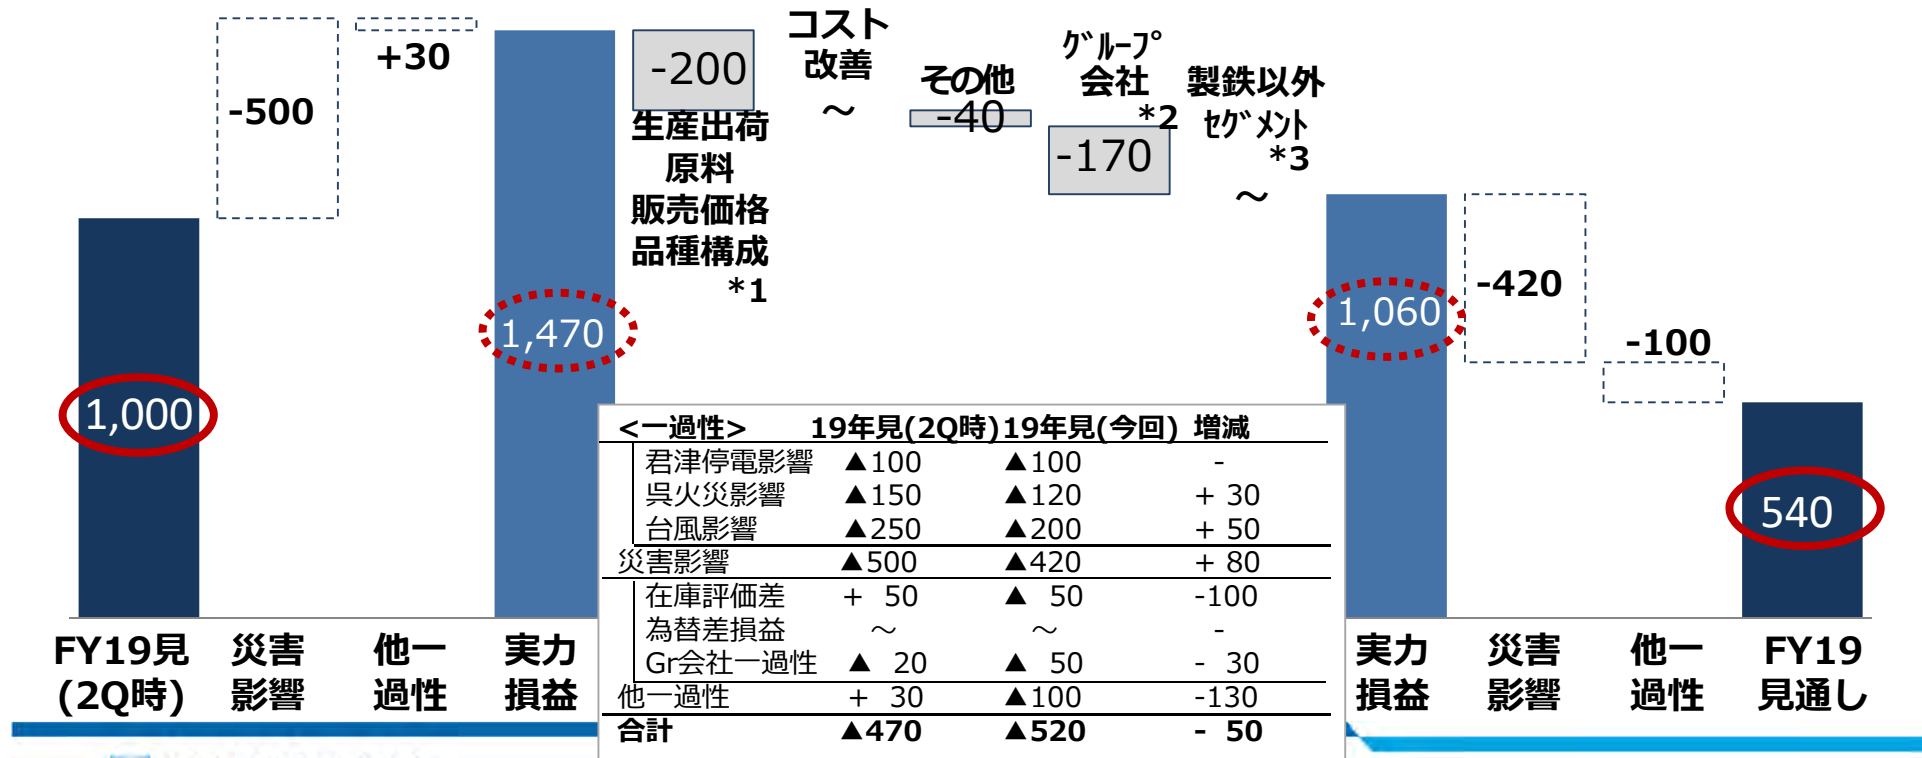 -500
+30
-200
生産出荷
原料
販売価格
品種構成
*1
コスト
改善
～
その他
-40
ｸﾞﾙｰﾌﾟ
会社
*2
-170
製鉄以外
ｾｸﾞﾒﾝﾄ
*3
～
1,000
1,470
1,060
-420
-100
540
<一過性> 19年見(2Q時) 19年見(今回) 増減
君津停電影響 ▲100 ▲100 -
呉火災影響 ▲150 ▲120 + 30
台風影響 ▲250 ▲200 + 50
災害影響 ▲500 ▲420 + 80
在庫評価差 + 50 ▲ 50 -100
為替差損益 ～ ～ -
Gr会社一過性 ▲ 20 ▲ 50 - 30
他一過性 + 30 ▲100 -130
合計 ▲470 ▲520 - 50
FY19見
(2Q時)
災害
影響
他一
過性
実力
損益
実力
損益
災害
影響
他一
過性
FY19
見通し